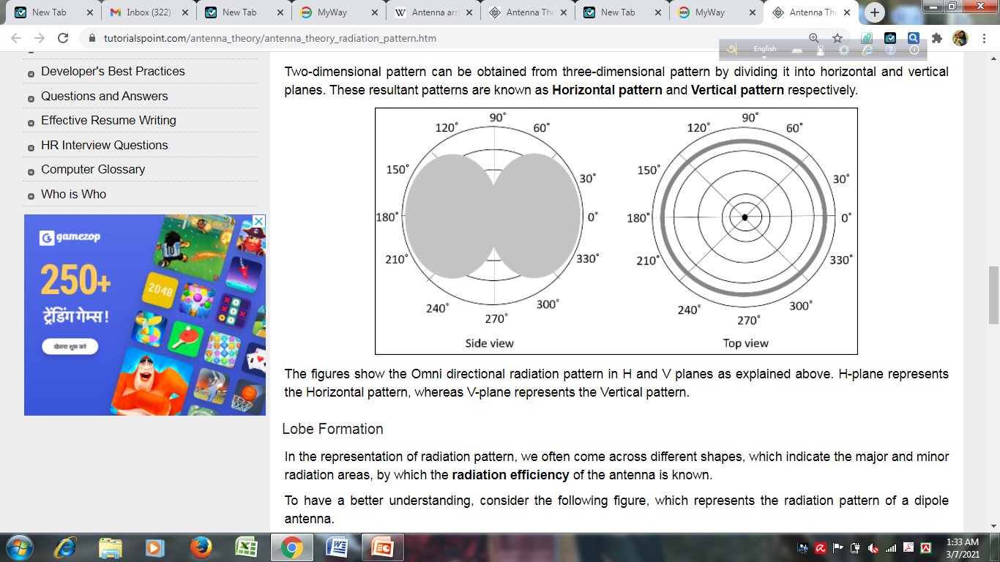 New Tab
Inbox (322)
New Tab
MyWay
Antenna arr
Antenna The
New Tab
MyWay
Antenna The
tutorialspoint.com/antenna_theory/antenna_theory_radiation_pattern.htm
English
Developer's Best Practices
Questions and Answers
Effective Resume Writing
HR Interview Questions
Computer Glossary
Who is Who
gamezop
250+
ट्रेंडिंग गेम्स!
खेलना शुरू करे
2048
10
Two-dimensional pattern can be obtained from three-dimensional pattern by dividing it into horizontal and vertical
planes. These resultant patterns are known as Horizontal pattern and Vertical pattern respectively.
90˚
120˚ 60˚
150˚ 30˚
180˚ 0˚
210˚ 330˚
240˚ 300˚
270˚
Side view
90˚
120˚ 60˚
150˚ 30˚
180˚ 0˚
210˚ 330˚
240˚ 300˚
270˚
Top view
The figures show the Omni directional radiation pattern in H and V planes as explained above. H-plane represents
the Horizontal pattern, whereas V-plane represents the Vertical pattern.
Lobe Formation
In the representation of radiation pattern, we often come across different shapes, which indicate the major and minor
radiation areas, by which the radiation efficiency of the antenna is known.
To have a better understanding, consider the following figure, which represents the radiation pattern of a dipole
antenna.
1:33 AM
3/7/2021